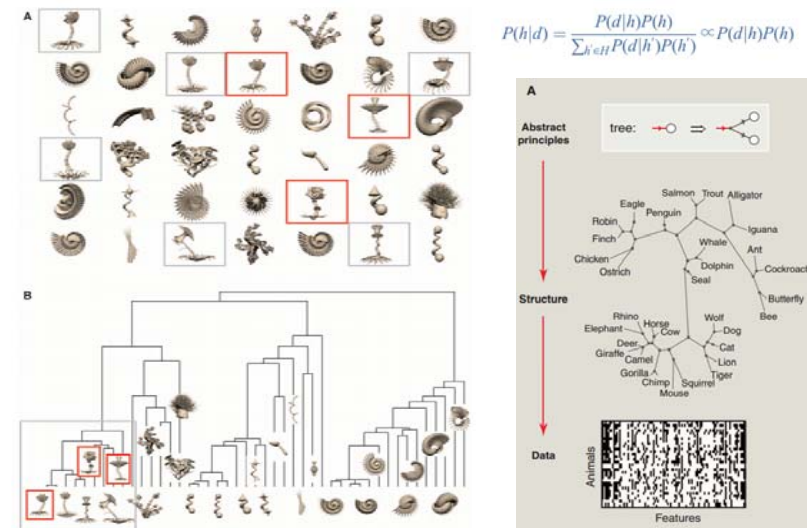 A
B
P(h|d) = P(d|h)P(h) / ∑h'∈H P(d|h')P(h') ∝ P(d|h)P(h)
A
Abstract principles
tree:
Structure
Salmon
Trout
Alligator
Eagle
Penguin
Robin
Iguana
Finch
Ant
Whale
Chicken
Dolphin
Cockroach
Ostrich
Seal
Butterfly
Bee
Rhino
Wolf
Horse
Elephant
Cow
Dog
Deer
Cat
Giraffe
Camel
Lion
Gorilla
Tiger
Chimp
Squirrel
Mouse
Data
Animals
Features